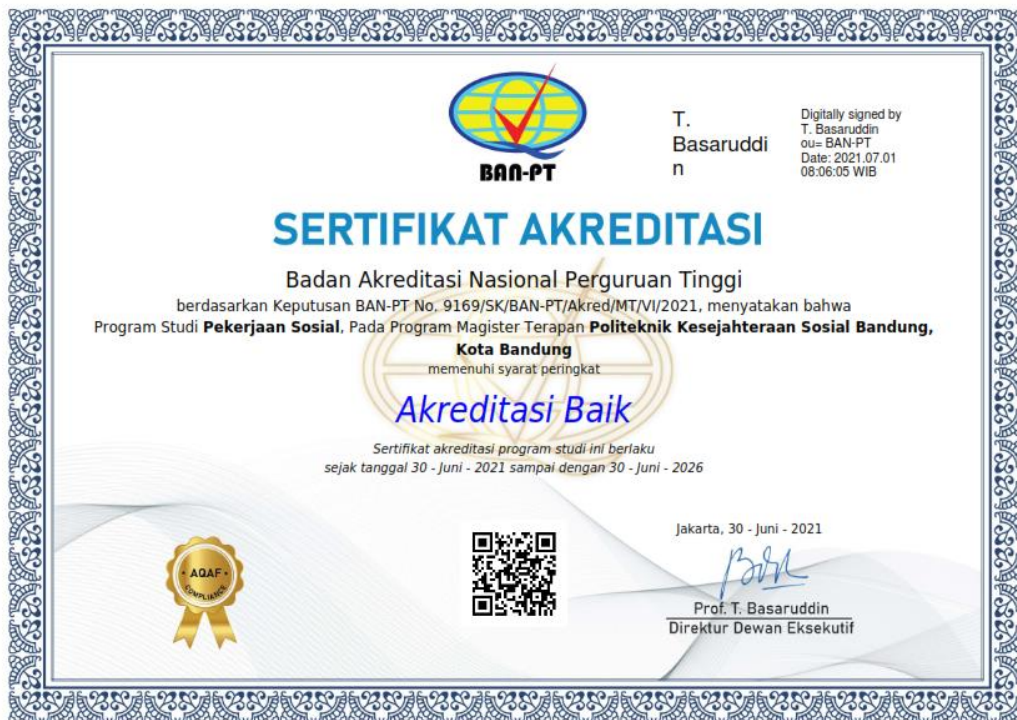 BAN-PT
T.
Basaruddi
n
Digitally signed by
T. Basaruddin
ou= BAN-PT
Date: 2021.07.01
08:06:05 WIB
SERTIFIKAT AKREDITASI
Badan Akreditasi Nasional Perguruan Tinggi
berdasarkan Keputusan BAN-PT No. 9169/SK/BAN-PT/Akred/MT/VI/2021, menyatakan bahwa
Program Studi Pekerjaan Sosial, Pada Program Magister Terapan Politeknik Kesejahteraan Sosial Bandung,
Kota Bandung
memenuhi syarat peringkat
Akreditasi Baik
Sertifikat akreditasi program studi ini berlaku
sejak tanggal 30 - Juni - 2021 sampai dengan 30 - Juni - 2026
Jakarta, 30 - Juni - 2021
AQAF
COMPLIANCE
Prof. T. Basaruddin
Direktur Dewan Eksekutif